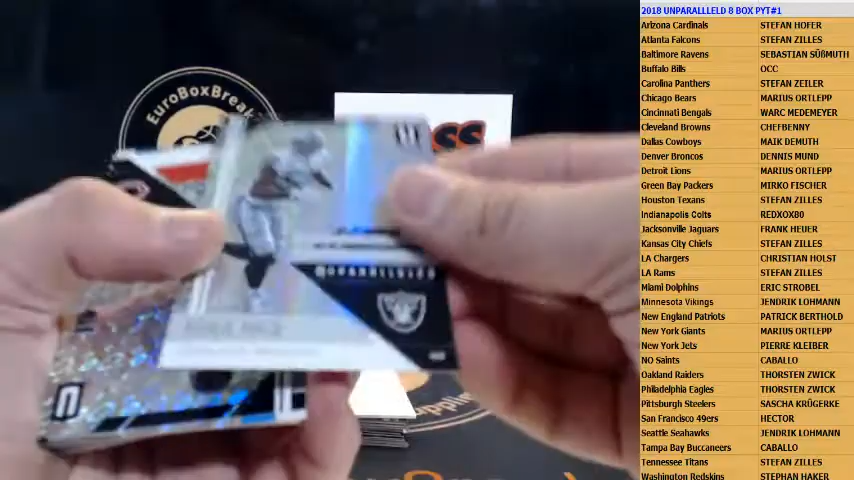 2018 UNPARALLLELD 8 BOX PYT#1
Arizona Cardinals STEFAN HOFER
Atlanta Falcons STEFAN ZILLES
Baltimore Ravens SEBASTIAN SÜßMUTH
Buffalo Bills OCC
Carolina Panthers STEFAN ZEILER
Chicago Bears MARIUS ORTLEPP
Cincinnati Bengals WARC MEDEMEYER
Cleveland Browns CHEFBENNY
Dallas Cowboys MAIK DEMUTH
Denver Broncos DENNIS MUND
Detroit Lions MARIUS ORTLEPP
Green Bay Packers MIRKO FISCHER
Houston Texans STEFAN ZILLES
Indianapolis Colts REDXOX80
Jacksonville Jaguars FRANK HEUER
Kansas City Chiefs STEFAN ZILLES
LA Chargers CHRISTIAN HOLST
LA Rams STEFAN ZILLES
Miami Dolphins ERIC STROBEL
Minnesota Vikings JENDRIK LOHMANN
New England Patriots PATRICK BERTHOLD
New York Giants MARIUS ORTLEPP
New York Jets PIERRE KLEIBER
NO Saints CABALLO
Oakland Raiders THORSTEN ZWICK
Philadelphia Eagles THORSTEN ZWICK
Pittsburgh Steelers SASCHA KRÜGERKE
San Francisco 49ers HECTOR
Seattle Seahawks JENDRIK LOHMANN
Tampa Bay Buccaneers CABALLO
Tennessee Titans STEFAN ZILLES
Washington Redskins STEPHAN HAKER
EuroBoxBreak
UNPARALLELED